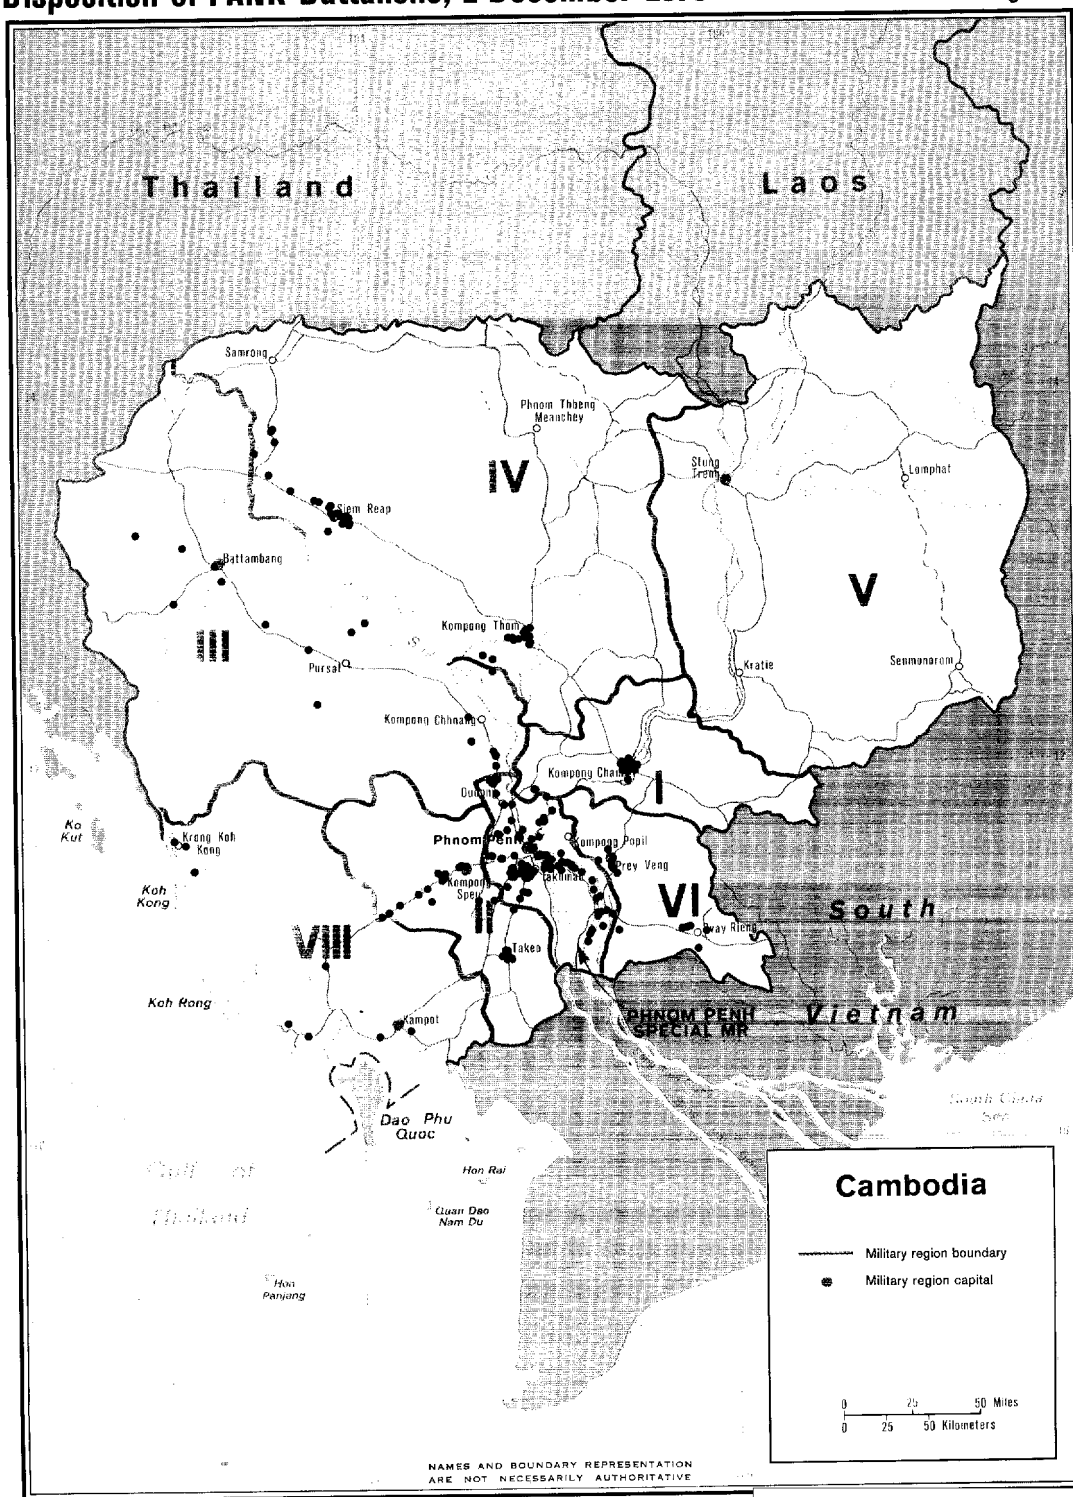 Disposition of FANK Battalions, 2 December
Thailand
Laos
Samrong
Phnom Thbeng
Meanchey
Stung
Treng
Lomphat
IV
Siem Reap
Battambang
V
Kompong Thom
III
Pursat
Kratie
Senmonorom
Kompong Chhnang
Kompong Cham
I
Oudong
Ko
Kut
Krong Koh
Kong
Phnom Penh
Kompong Popil
Takhmau
Prey Veng
Koh
Kong
Kompong
Speu
II
VI
South
VIII
Svay Rieng
Takeo
Koh Rong
Kampot
PHNOM PENH
SPECIAL MR
Vietnam
South China
Sea
Dao Phu
Quoc
Gulf of
Thailand
Hon Rai
Quan Dao
Nam Du
Hon
Panjang
Cambodia
Military region boundary
Military region capital
0 25 50 Miles
0 25 50 Kilometers
NAMES AND BOUNDARY REPRESENTATION
ARE NOT NECESSARILY AUTHORITATIVE